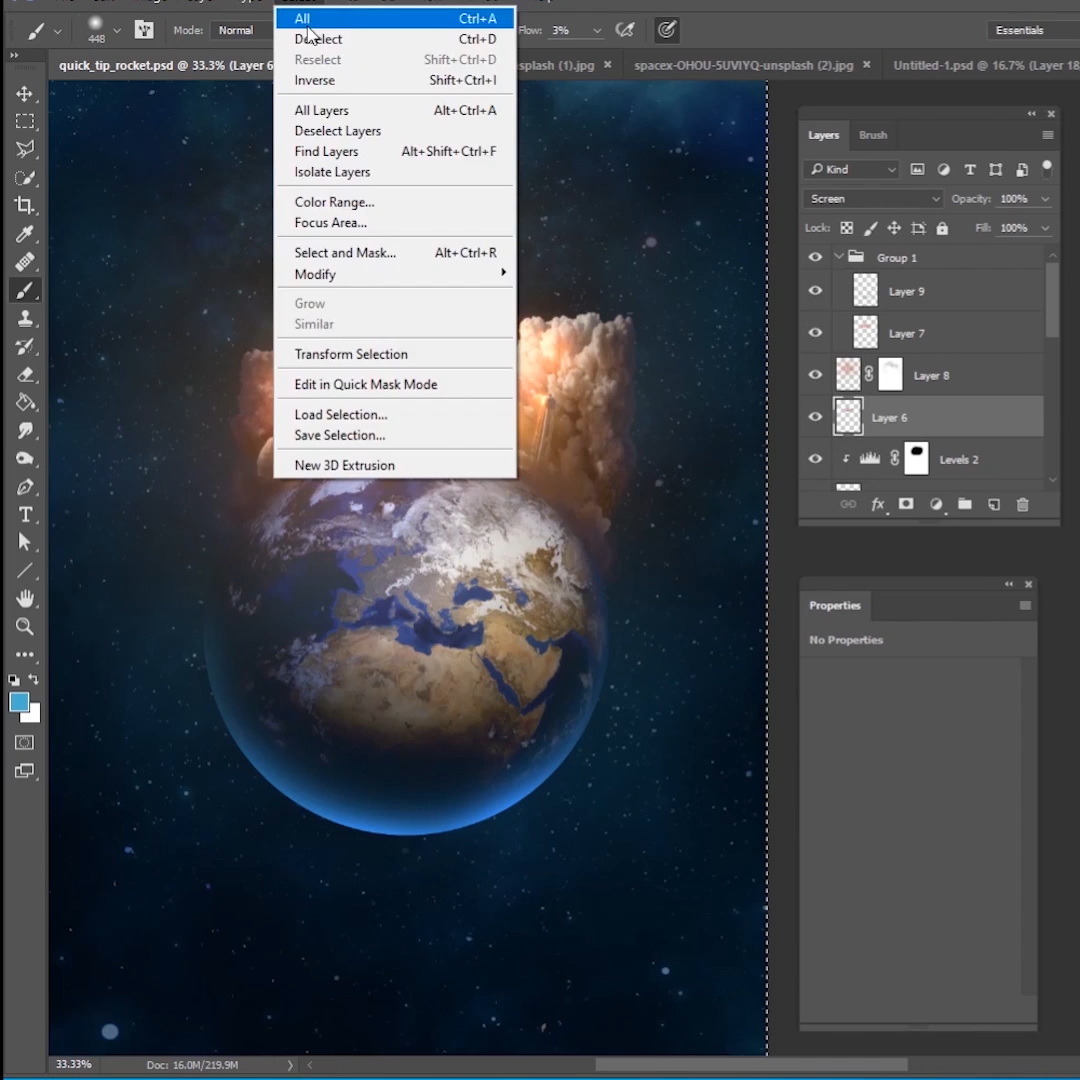 448
Mode: Normal
Flow: 3%
Essentials
quick_tip_rocket.psd @ 33.3% (Layer 6
splash (1).jpg ×
spacex-OHOU-5UVIYQ-unsplash (2).jpg ×
Untitled-1.psd @ 16.7% (Layer 18
All Ctrl+A
Deselect Ctrl+D
Reselect Shift+Ctrl+D
Inverse Shift+Ctrl+I
All Layers Alt+Ctrl+A
Deselect Layers
Find Layers Alt+Shift+Ctrl+F
Isolate Layers
Color Range...
Focus Area...
Select and Mask... Alt+Ctrl+R
Modify
Grow
Similar
Transform Selection
Edit in Quick Mask Mode
Load Selection...
Save Selection...
New 3D Extrusion
Layers Brush
Kind
Screen Opacity: 100%
Lock: Fill: 100%
Group 1
Layer 9
Layer 7
Layer 8
Layer 6
fx
Levels 2
Properties
No Properties
33.33% Doc: 16.0M/219.9M